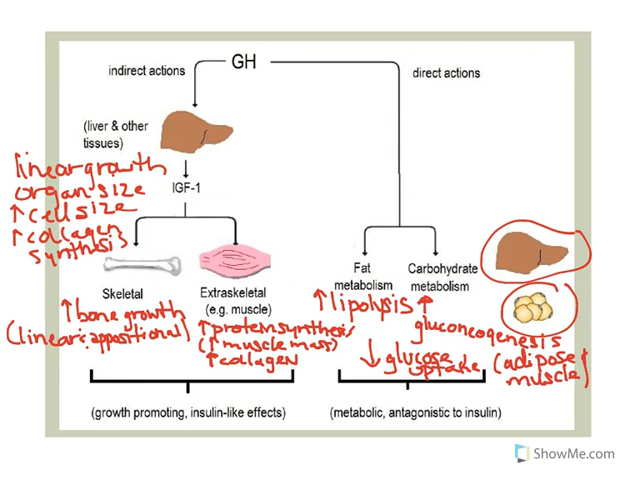 GH
indirect actions
direct actions
(liver & other
tissues)
IGF-1
↑linear growth
organ size
↑ cell size
↑ collagen
synthesis
Skeletal
Extraskeletal
(e.g. muscle)
Fat
metabolism
Carbohydrate
metabolism
↑ bone growth
(linear & appositional)
↑ protein synthesis
(↑ muscle mass)
↑ collagen
↑ lipolysis
↑
gluconeogenesis
↓ glucose
uptake
(adipose &
muscle)
(growth promoting, insulin-like effects)
(metabolic, antagonistic to insulin)
ShowMe.com